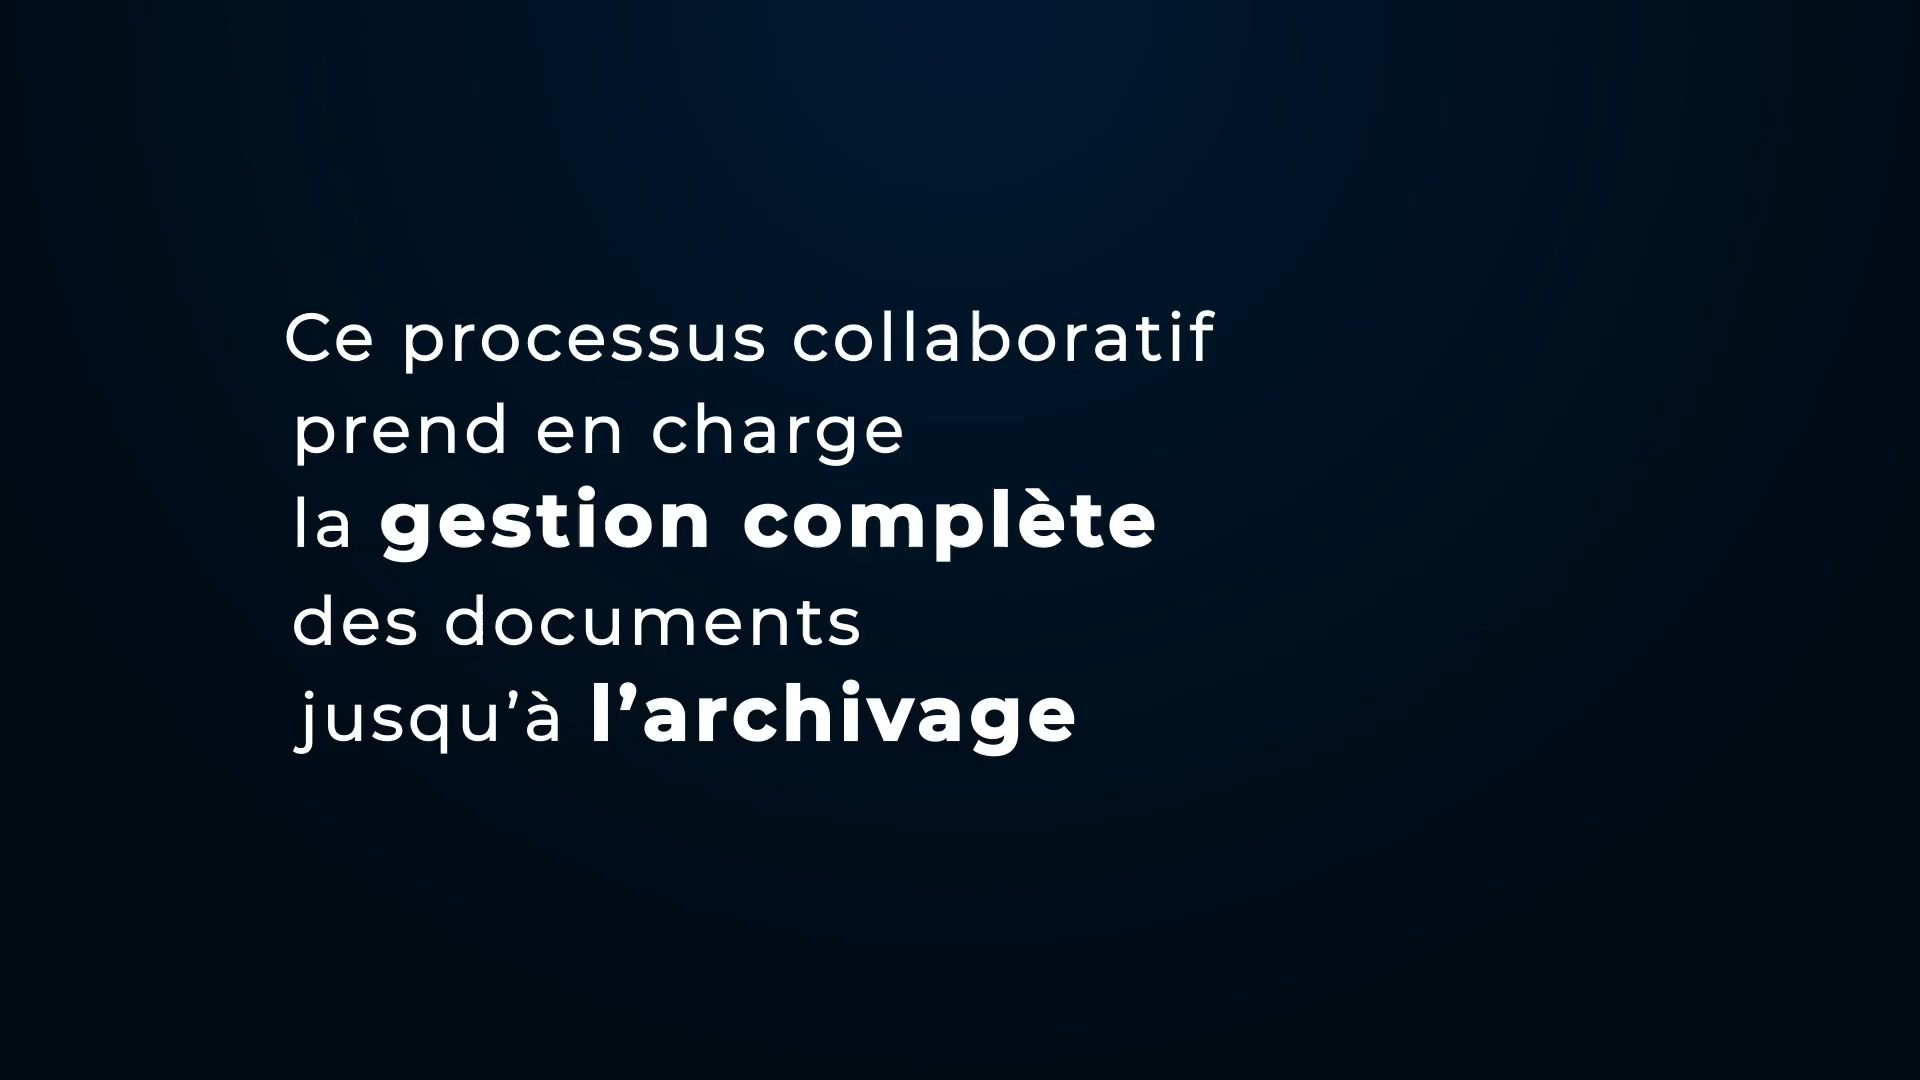 Ce processus collaboratif
prend en charge
la gestion complète
des documents
jusqu’à l’archivage